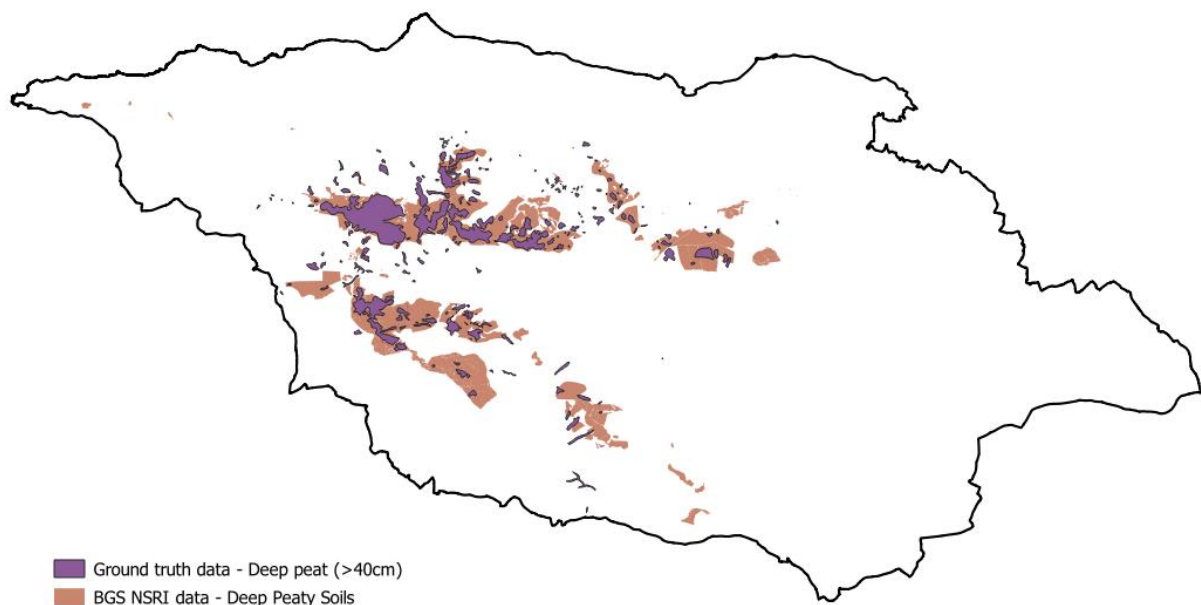 Ground truth data - Deep peat (>40cm)
BGS NSRI data - Deep Peaty Soils